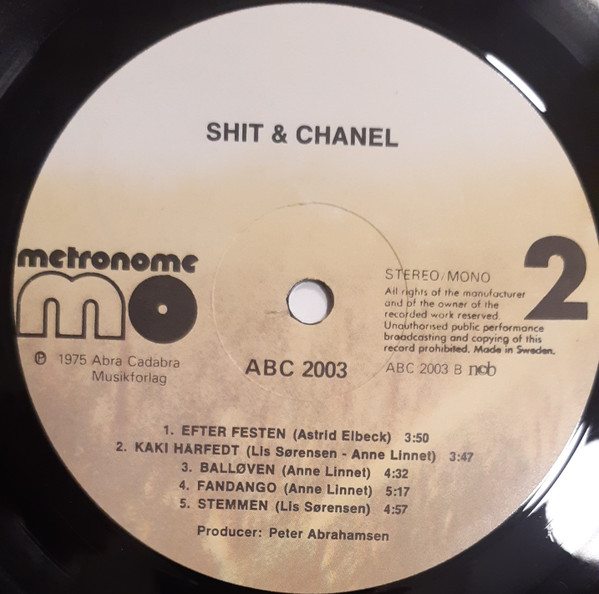 SHIT & CHANEL
metronome
mo
2
STEREO/MONO
All rights of the manufacturer
and of the owner of the
recorded work reserved.
Unauthorised public performance
broadcasting and copying of this
record prohibited. Made in Sweden.
℗ 1975 Abra Cadabra
Musikforlag
ABC 2003
ABC 2003 B ncb
1. EFTER FESTEN (Astrid Elbeck) 3:50
2. KAKI HARFEDT (Lis Sørensen - Anne Linnet) 3:47
3. BALLØVEN (Anne Linnet) 4:32
4. FANDANGO (Anne Linnet) 5:17
5. STEMMEN (Lis Sørensen) 4:57
Producer: Peter Abrahamsen